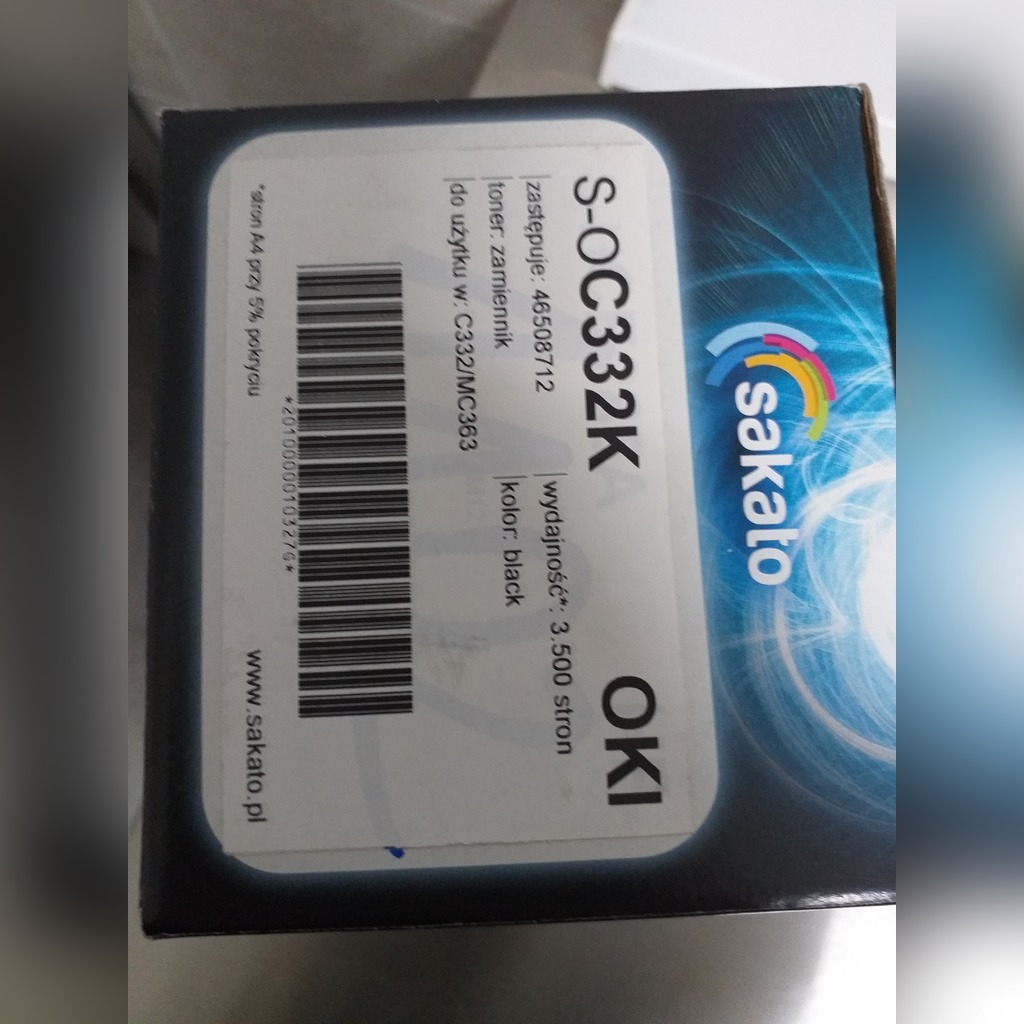 sakato
S-OC332K OKI
zastępuje: 46508712 wydajność*: 3.500 stron
toner: zamiennik kolor: black
do użytku w: C332/MC363
*2010000010327G*
*stron A4 przy 5% pokryciu www.sakato.pl